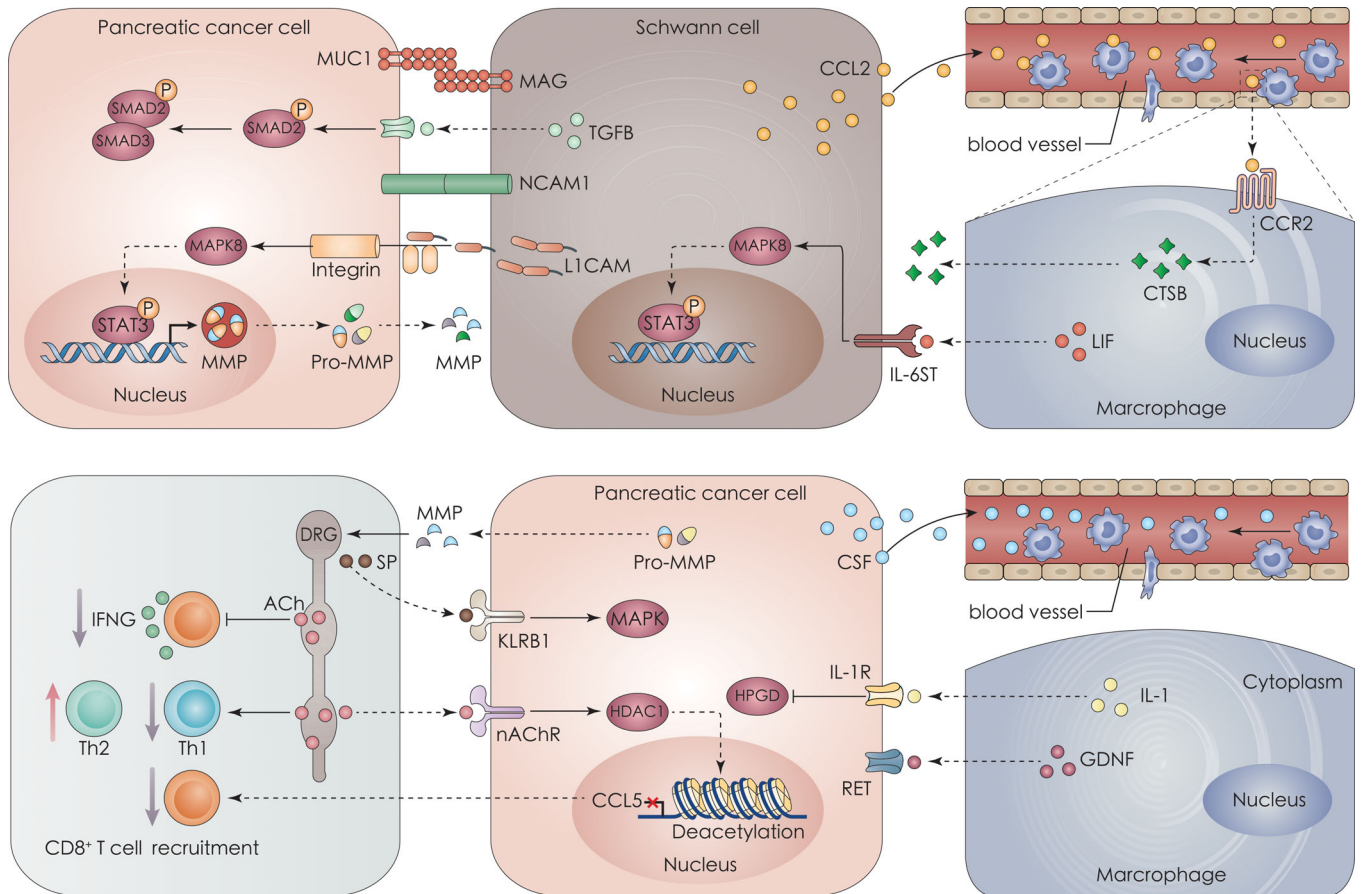 Pancreatic cancer cell
Schwann cell
MUC1
MAG
CCL2
P
SMAD2
SMAD3
P
SMAD2
TGFB
blood vessel
NCAM1
CCR2
MAPK8
Integrin
L1CAM
MAPK8
CTSB
P
STAT3
MMP
Pro-MMP
MMP
P
STAT3
IL-6ST
LIF
Nucleus
Nucleus
Nucleus
Marcrophage
Pancreatic cancer cell
DRG
MMP
SP
Pro-MMP
CSF
blood vessel
IFNG
ACh
KLRB1
MAPK
IL-1R
HPGD
IL-1
Cytoplasm
Th2
Th1
nAChR
HDAC1
RET
GDNF
CCL5
Deacetylation
Nucleus
Nucleus
CD8⁺ T cell recruitment
Marcrophage